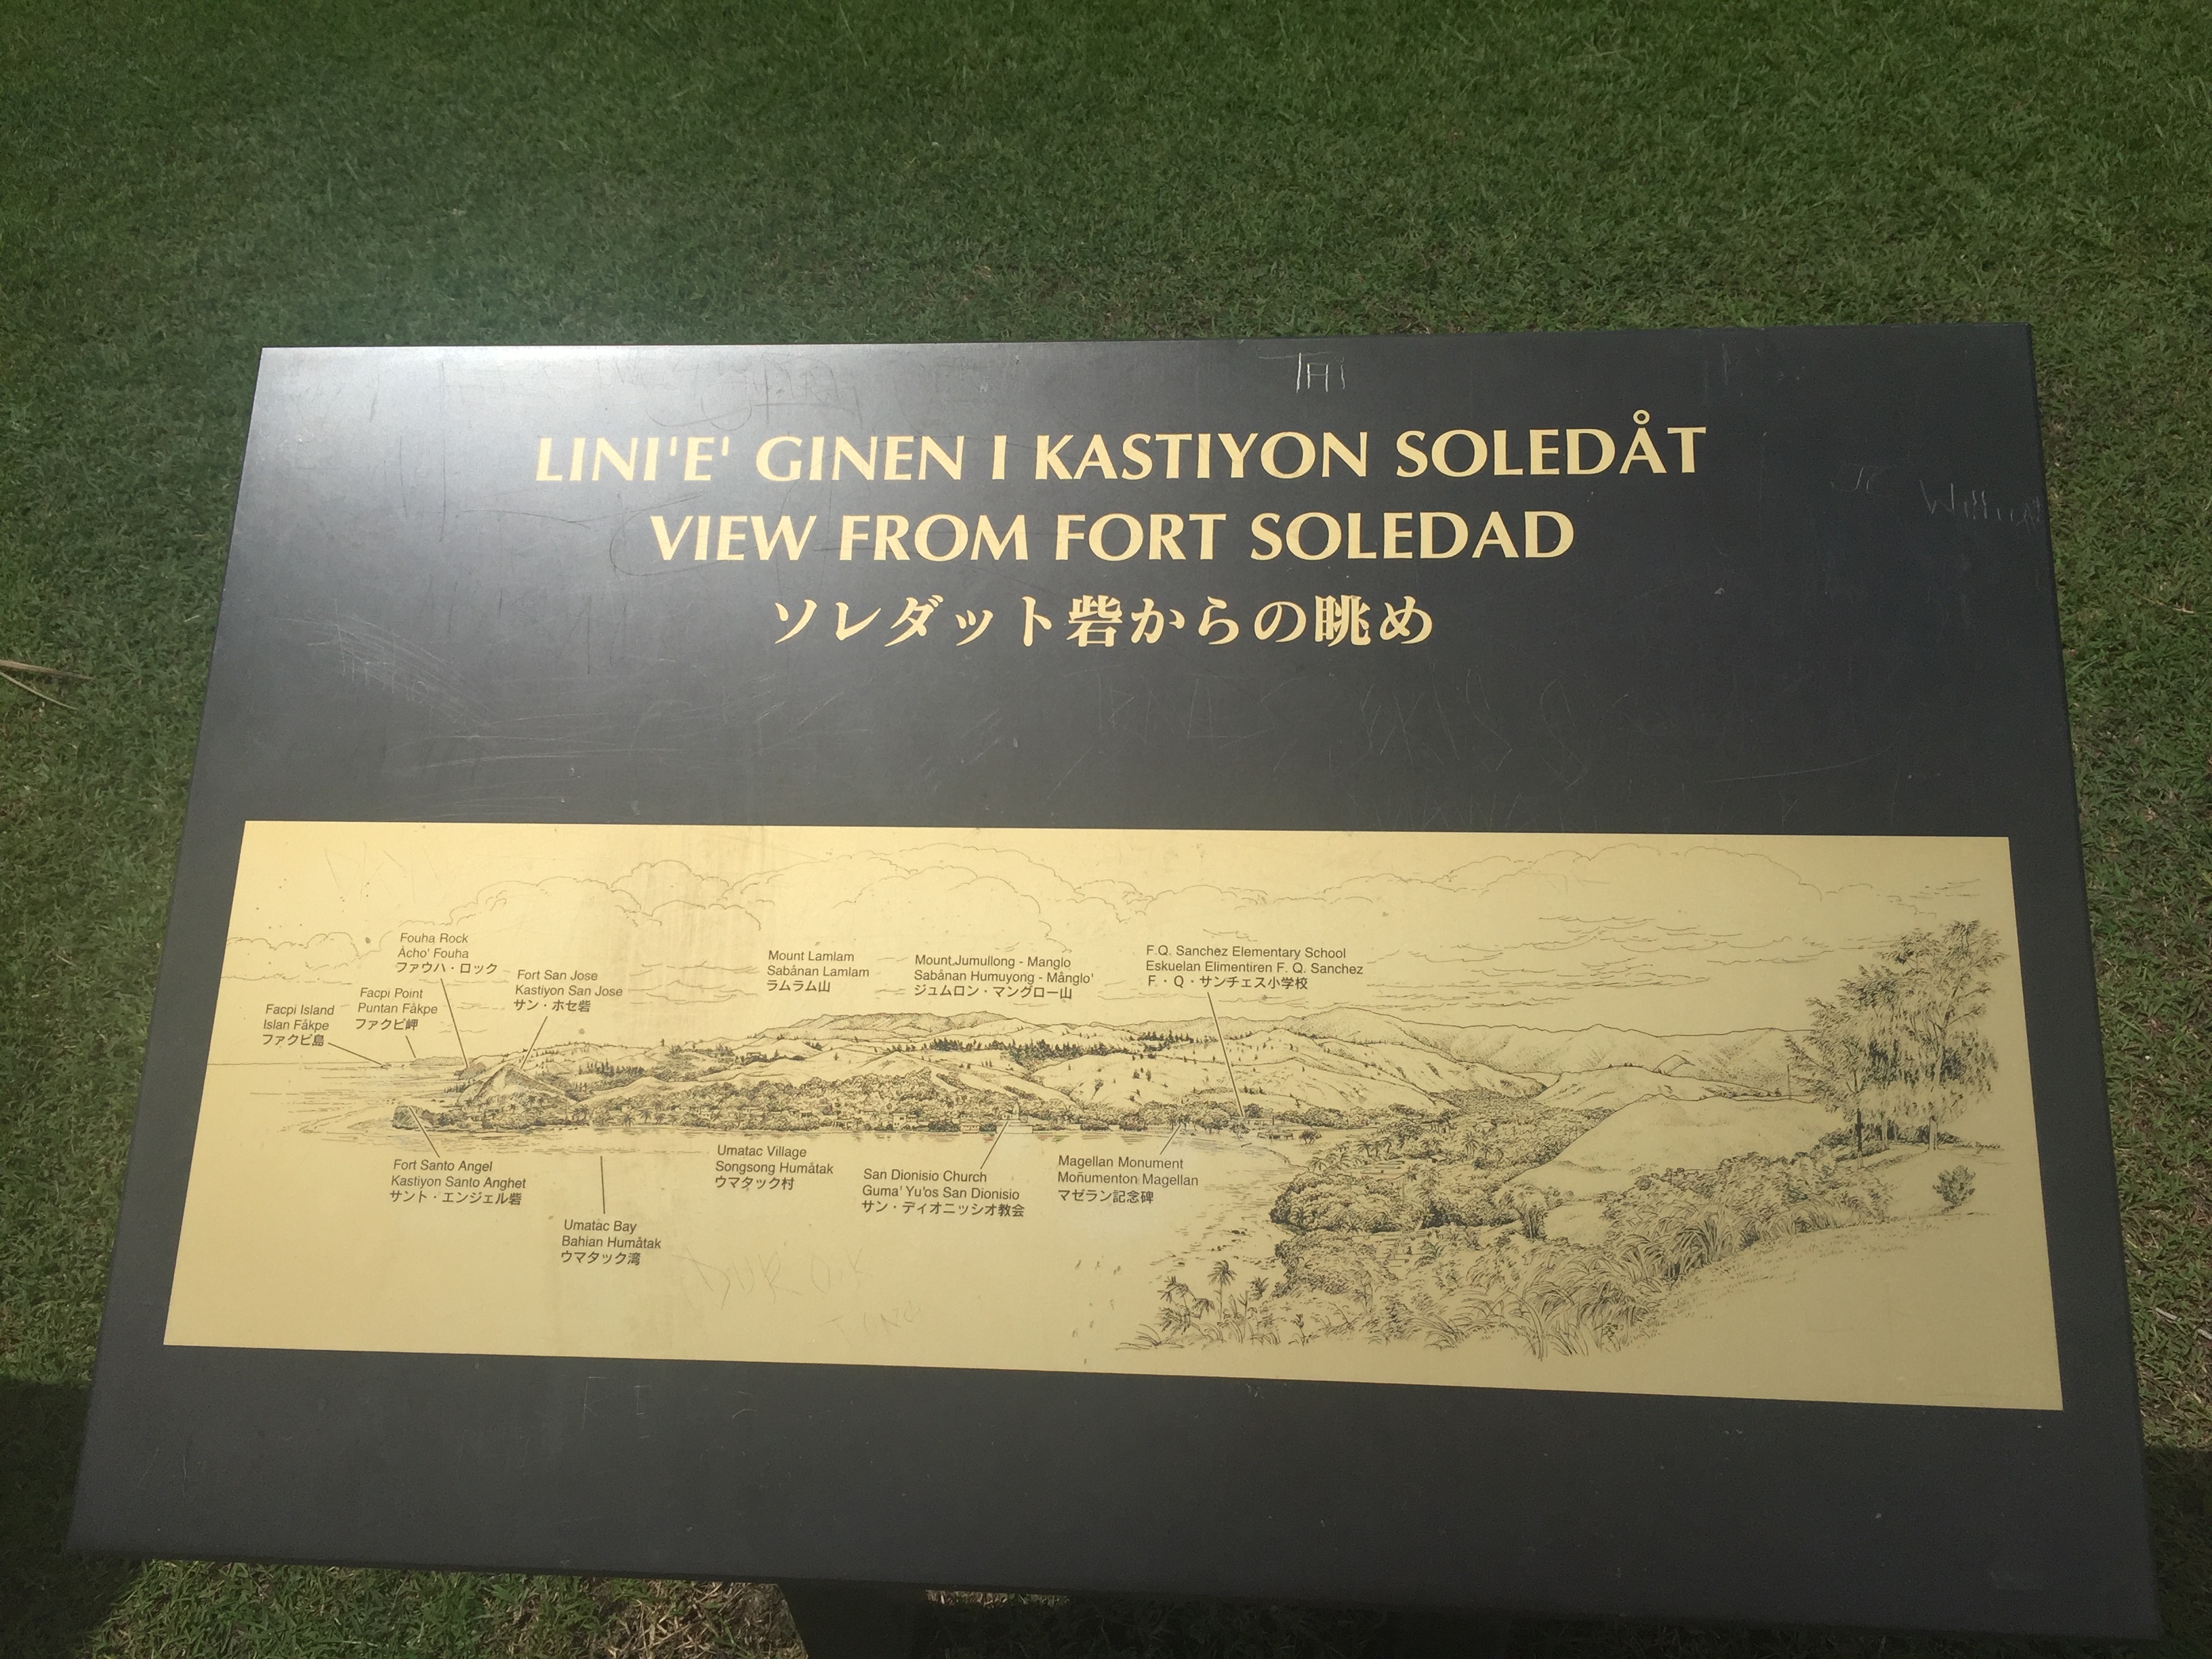 LINI'E' GINEN I KASTIYON SOLEDÅT
VIEW FROM FORT SOLEDAD
ソレダット砦からの眺め
Fouha Rock
Åcho' Fouha
ファウハ・ロック
Fort San Jose
Kastiyon San Jose
サン・ホセ砦
Facpi Point
Puntan Fåkpe
ファクピ岬
Facpi Island
Islan Fåkpe
ファクピ島
Mount Lamlam
Sabånan Lamlam
ラムラム山
Mount Jumullong - Manglo
Sabånan Humuyong - Månglo'
ジュムロン・マングロー山
F.Q. Sanchez Elementary School
Eskuelan Elimentiren F. Q. Sanchez
F・Q・サンチェス小学校
Fort Santo Angel
Kastiyon Santo Anghet
サント・エンジェル砦
Umatac Bay
Bahian Humåtak
ウマタック湾
Umatac Village
Songsong Humåtak
ウマタック村
San Dionisio Church
Guma' Yu'os San Dionisio
サン・ディオニッシオ教会
Magellan Monument
Moñumenton Magellan
マゼラン記念碑